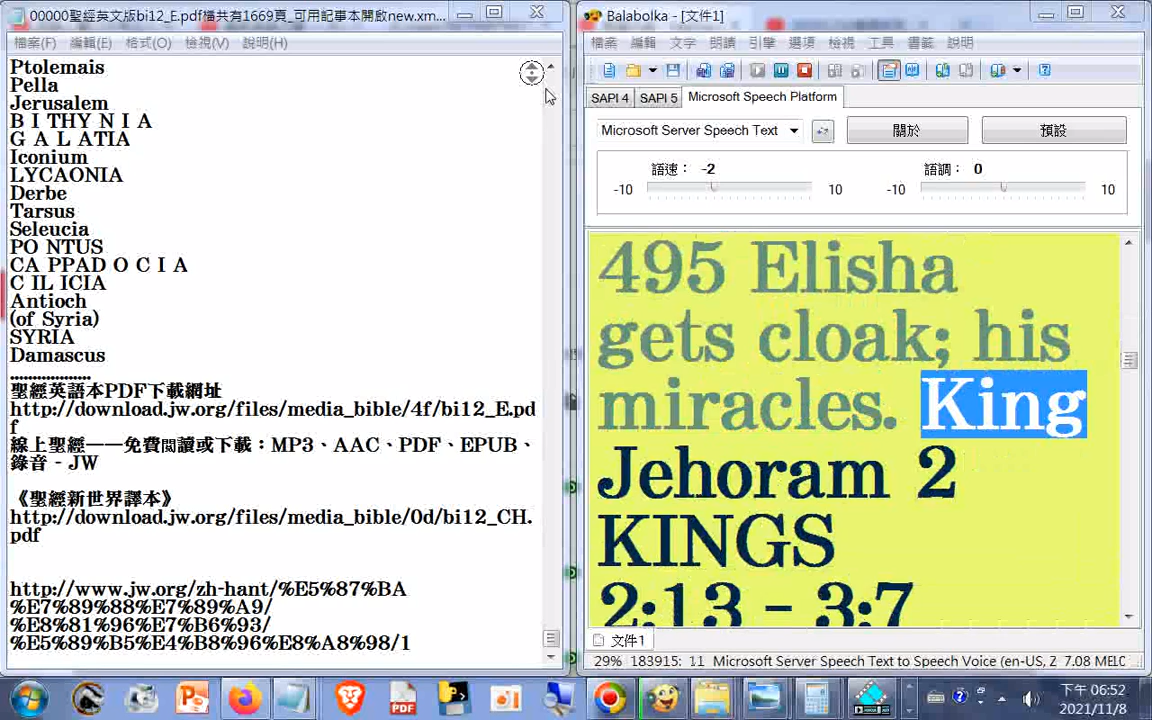 00000聖經英文版bi12_E.pdf檔共有1669頁_可用記事本開啟new.xm...
檔案(F) 編輯(E) 格式(O) 檢視(V) 說明(H)
Ptolemais
Pella
Jerusalem
B I THY N I A
G A L ATIA
Iconium
LYCAONIA
Derbe
Tarsus
Seleucia
PO NTUS
CA PPAD O C I A
C IL ICIA
Antioch
(of Syria)
SYRIA
Damascus
..................
聖經英語本PDF下載網址
http://download.jw.org/files/media_bible/4f/bi12_E.pd
f
線上聖經——免費閱讀或下載：MP3、AAC、PDF、EPUB、
錄音 - JW
《聖經新世界譯本》
http://download.jw.org/files/media_bible/0d/bi12_CH.
pdf
http://www.jw.org/zh-hant/%E5%87%BA
%E7%89%88%E7%89%A9/
%E8%81%96%E7%B6%93/
%E5%89%B5%E4%B8%96%E8%A8%98/1
Balabolka - [文件1]
檔案 編輯 文字 朗讀 引擎 選項 檢視 工具 書籤 說明
SAPI 4 SAPI 5 Microsoft Speech Platform
Microsoft Server Speech Text 關於 預設
語速： -2 語調： 0
-10 10 -10 10
495 Elisha
gets cloak; his
miracles. King
Jehoram 2
KINGS
2:13 – 3:7
文件1
29% 183915: 11 Microsoft Server Speech Text to Speech Voice (en-US, Z 7.08 MELC
PDF
下午 06:52
2021/11/8